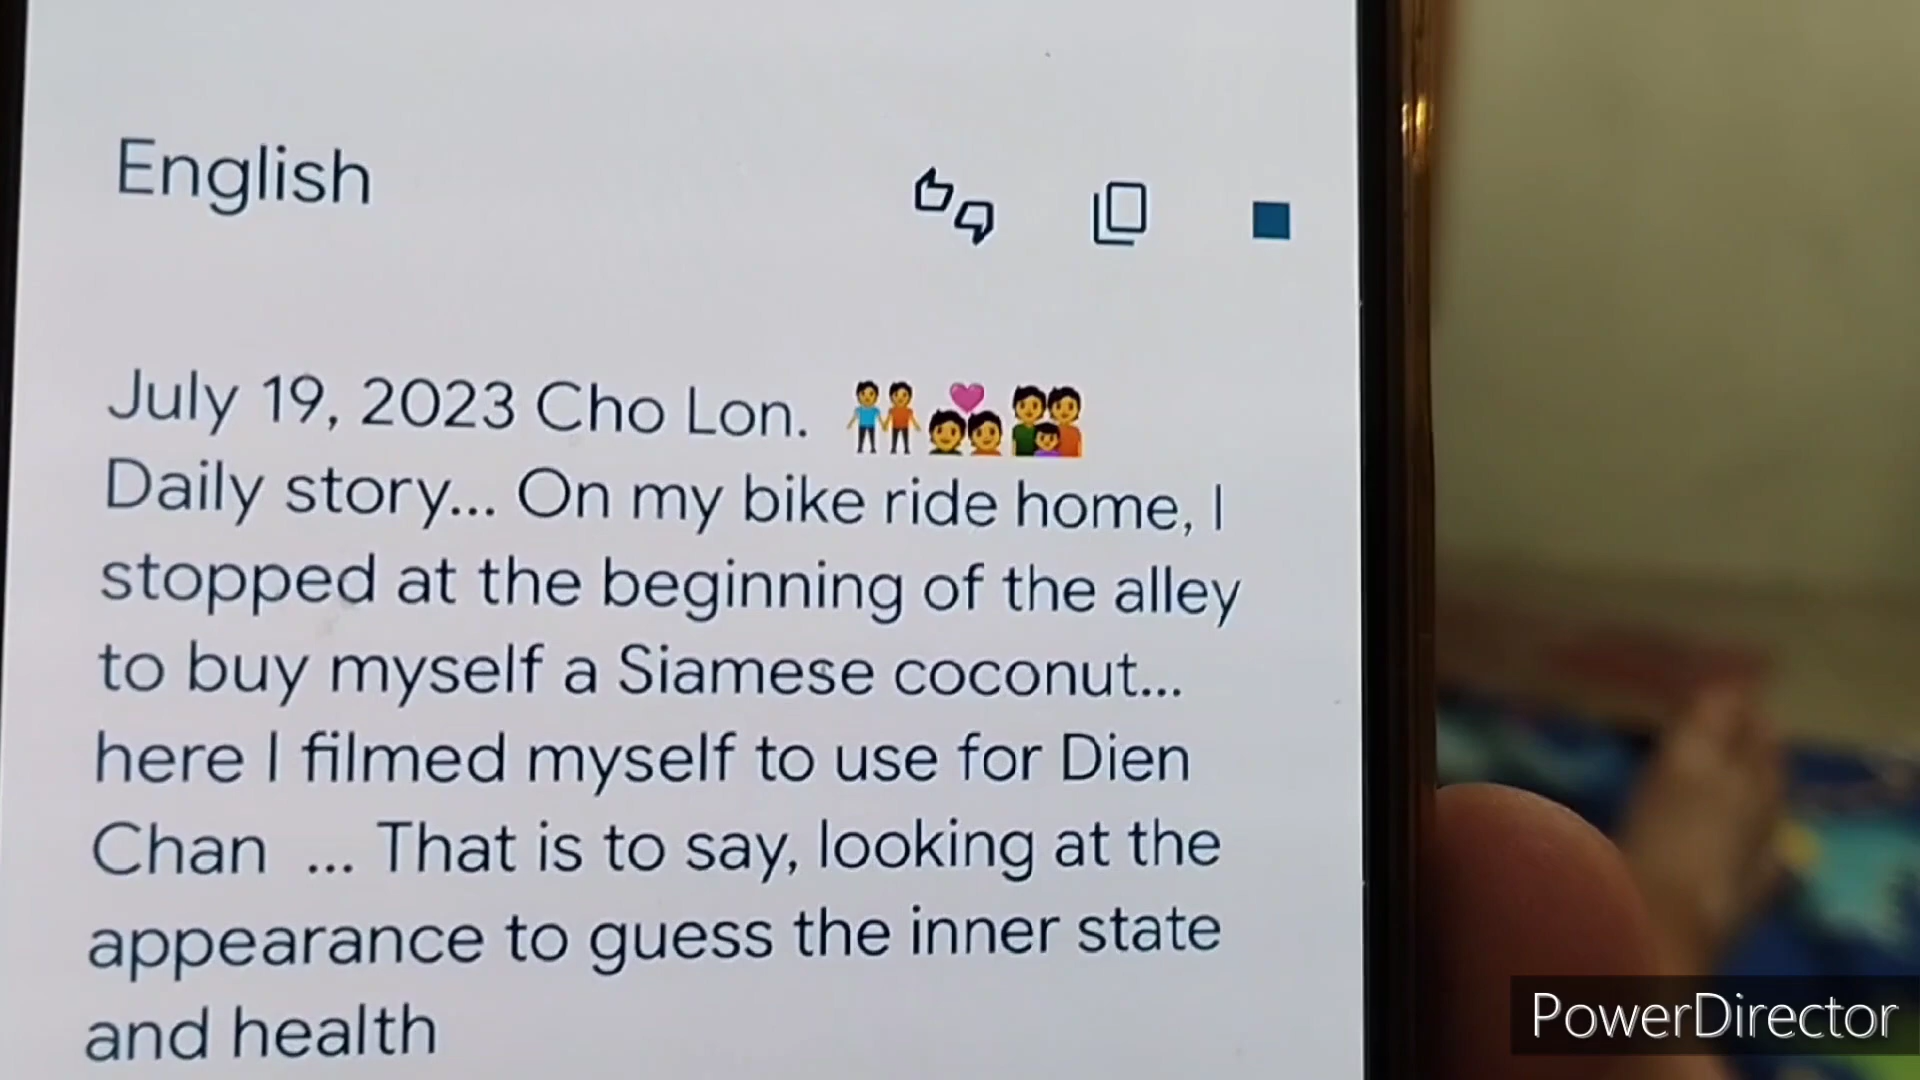 English
July 19, 2023 Cho Lon. 🧑‍🤝‍🧑💑👪
Daily story... On my bike ride home, I
stopped at the beginning of the alley
to buy myself a Siamese coconut...
here I filmed myself to use for Dien
Chan ... That is to say, looking at the
appearance to guess the inner state
and health
PowerDirector